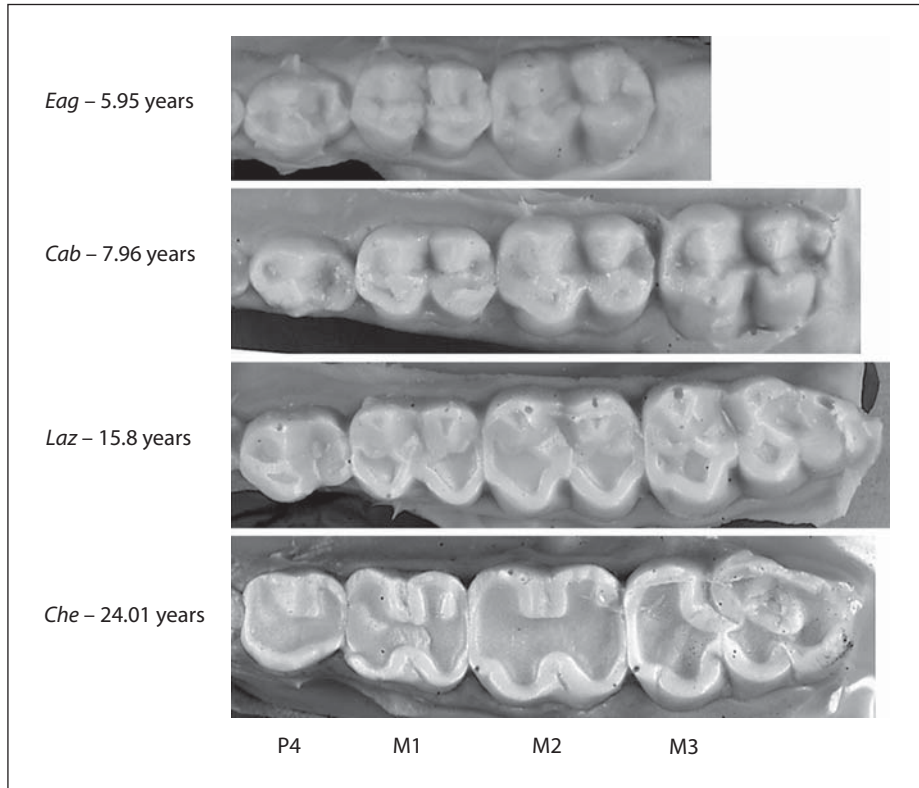 Eag – 5.95 years
Cab – 7.96 years
Laz – 15.8 years
Che – 24.01 years
P4 M1 M2 M3